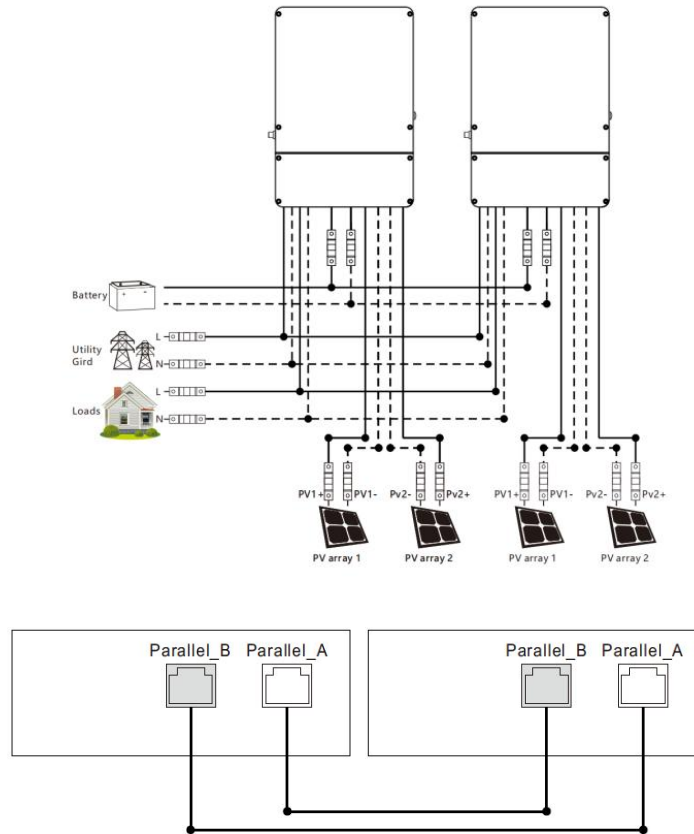 Battery
L
Utility
Gird
N
L
Loads
N
PV1+ PV1- Pv2- Pv2+ PV1+ PV1- Pv2- Pv2+
PV array 1 PV array 2 PV array 1 PV array 2
Parallel_B Parallel_A Parallel_B Parallel_A